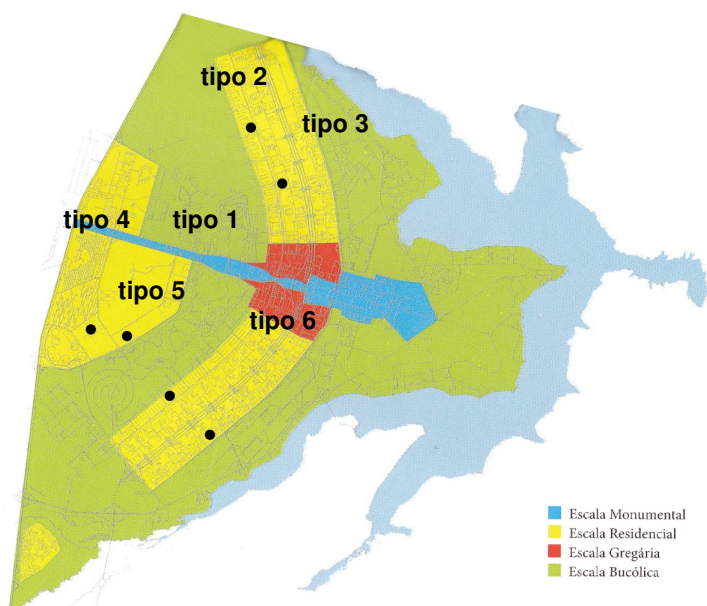 tipo 2
tipo 3
tipo 4
tipo 1
tipo 5
tipo 6
Escala Monumental
Escala Residencial
Escala Gregária
Escala Bucólica